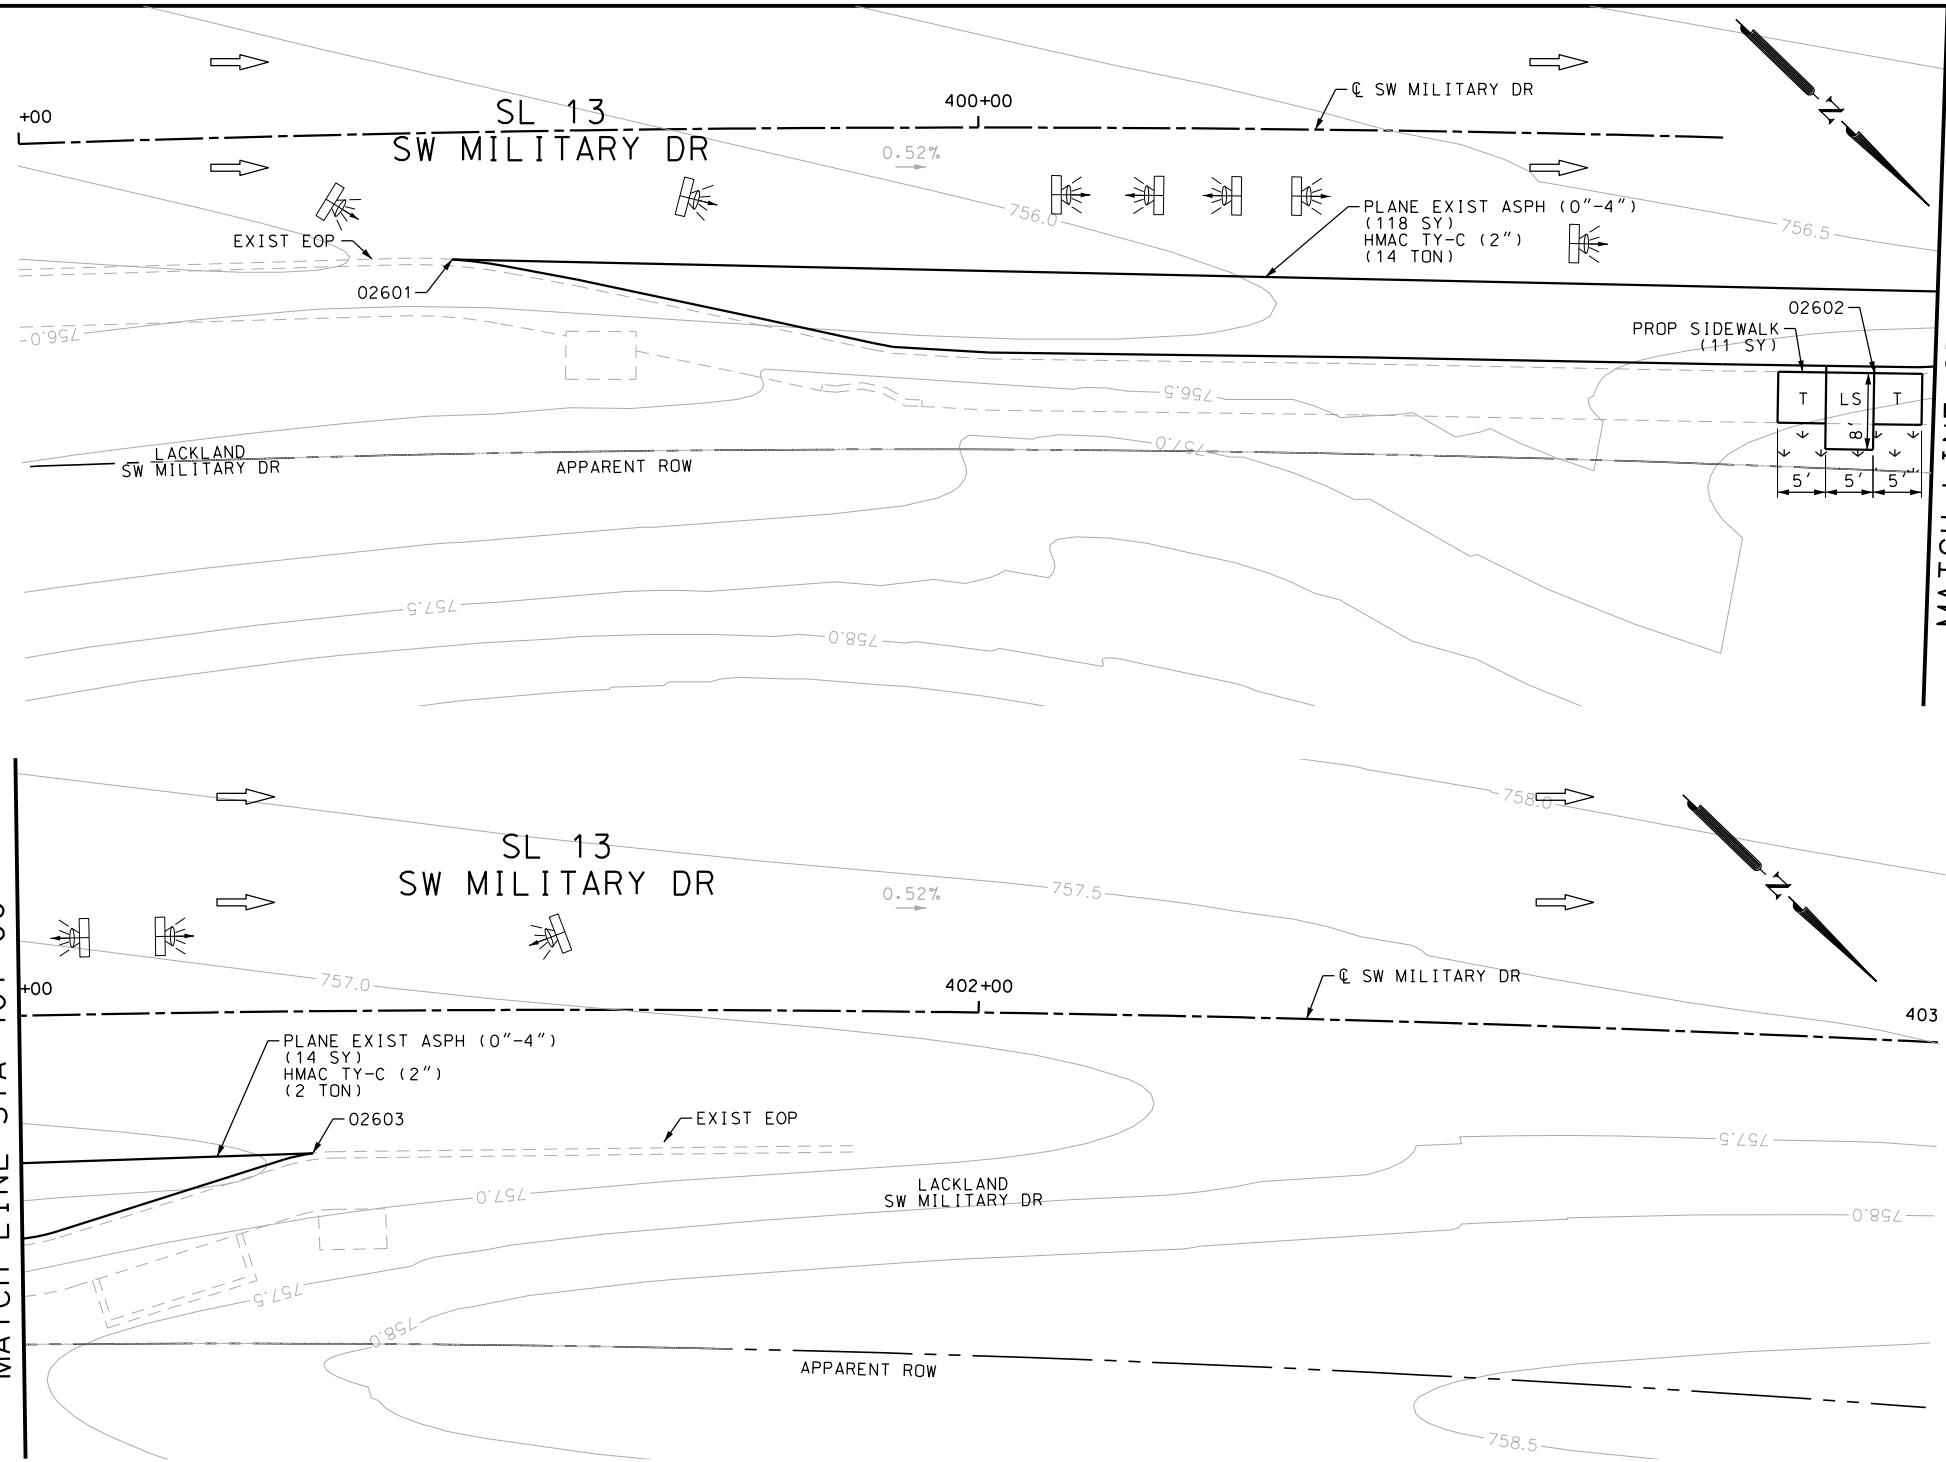 +00
SL 13
SW MILITARY DR
400+00
℄ SW MILITARY DR
N
0.52%
756.0
756.5
EXIST EOP
02601
PLANE EXIST ASPH (0"-4")
(118 SY)
HMAC TY-C (2")
(14 TON)
02602
PROP SIDEWALK
(11 SY)
756.0
756.5
T
LS
T
8'
757.0
LACKLAND
SW MILITARY DR
APPARENT ROW
5'
5'
5'
757.5
758.0
758.0
SL 13
SW MILITARY DR
N
0.52%
757.5
757.0
+00
402+00
℄ SW MILITARY DR
403
PLANE EXIST ASPH (0"-4")
(14 SY)
HMAC TY-C (2")
(2 TON)
02603
EXIST EOP
757.5
757.0
LACKLAND
SW MILITARY DR
758.0
757.5
758.0
APPARENT ROW
758.5
MATCH LINE STA